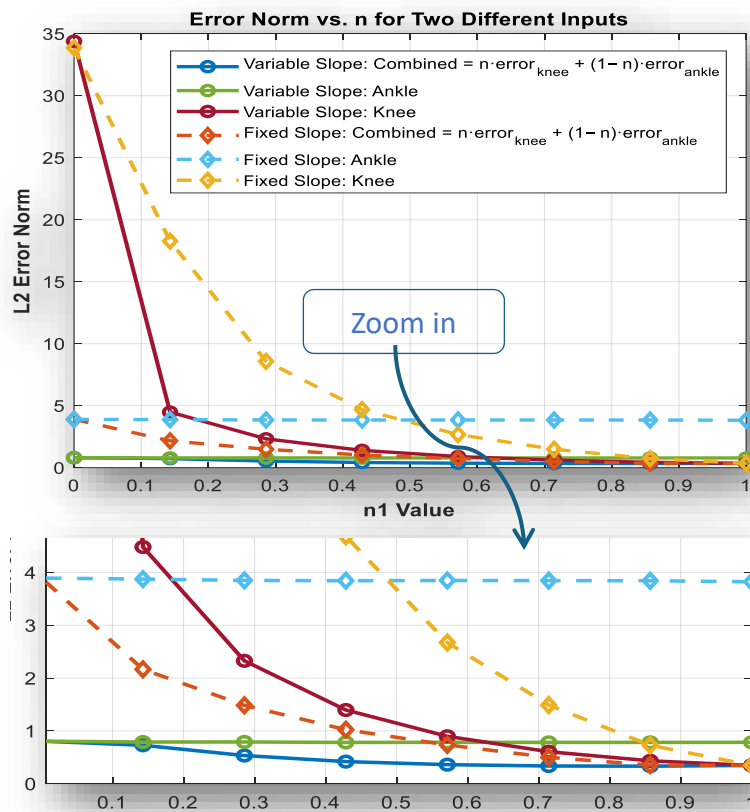 Error Norm vs. n for Two Different Inputs
35
30
25
20
15
10
5
0
L2 Error Norm
Variable Slope: Combined = n·error_knee + (1−n)·error_ankle
Variable Slope: Ankle
Variable Slope: Knee
Fixed Slope: Combined = n·error_knee + (1−n)·error_ankle
Fixed Slope: Ankle
Fixed Slope: Knee
Zoom in
0 0.1 0.2 0.3 0.4 0.5 0.6 0.7 0.8 0.9 1
n1 Value
4
3
2
1
0
0.1 0.2 0.3 0.4 0.5 0.6 0.7 0.8 0.9